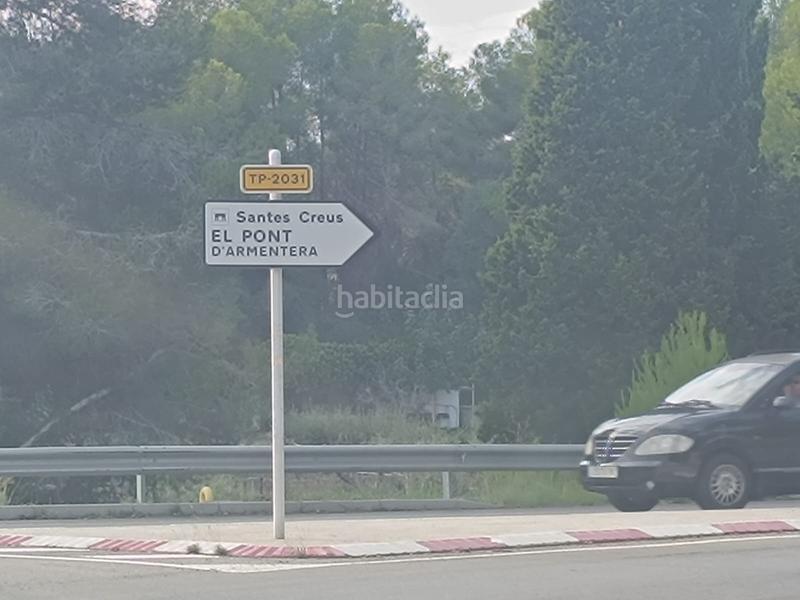 TP-2031
Santes Creus
EL PONT
D'ARMENTERA
habitaclia